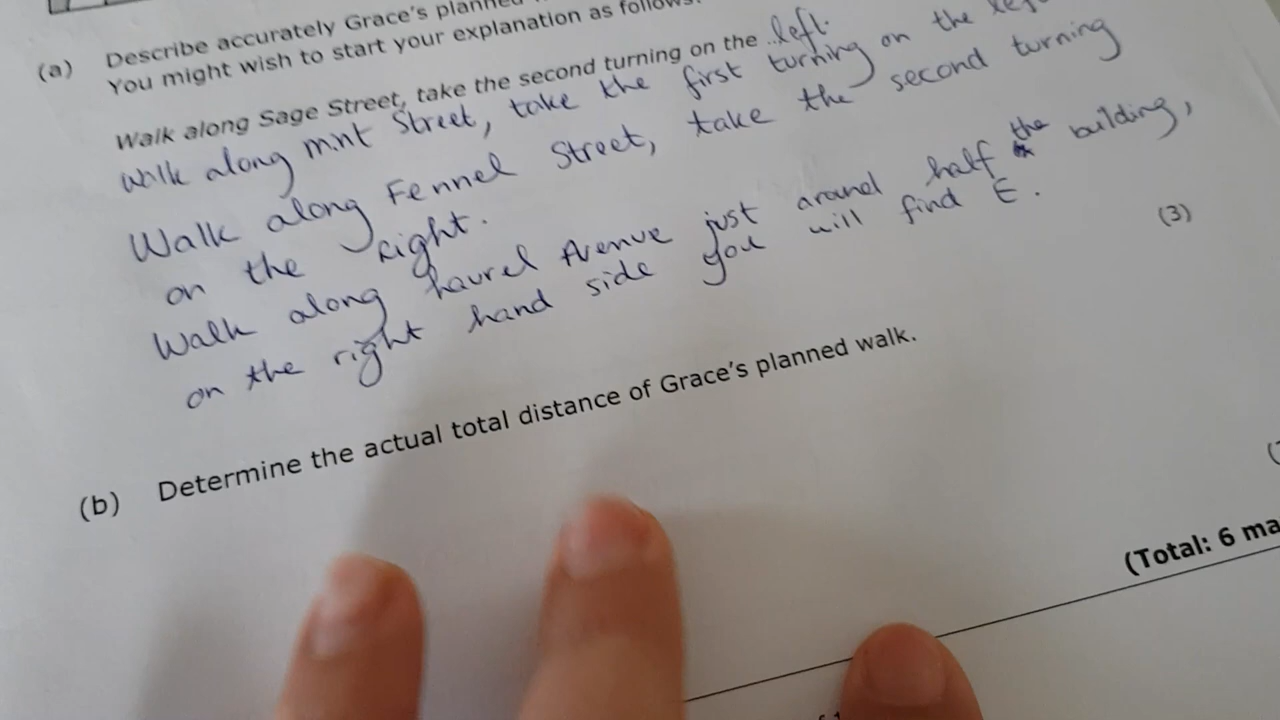 (a) Describe accurately Grace's planned
You might wish to start your explanation as follows:
Walk along Sage Street, take the second turning on the left.
Walk along mint Street, take the first turning on the left
Walk along Fennel Street, take the second turning
on the right.
Walk along Laurel Avenue just around half the building,
on the right hand side you will find E.
(3)
(b) Determine the actual total distance of Grace's planned walk.
(Total: 6 ma